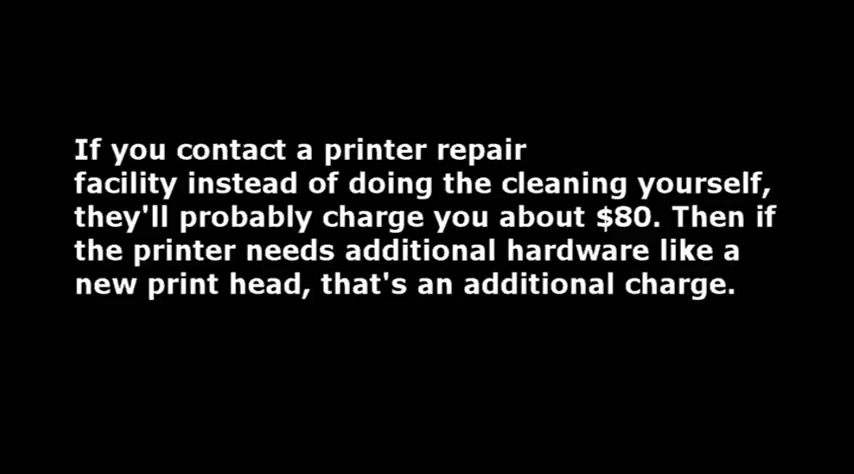 If you contact a printer repair
facility instead of doing the cleaning yourself,
they'll probably charge you about $80. Then if
the printer needs additional hardware like a
new print head, that's an additional charge.